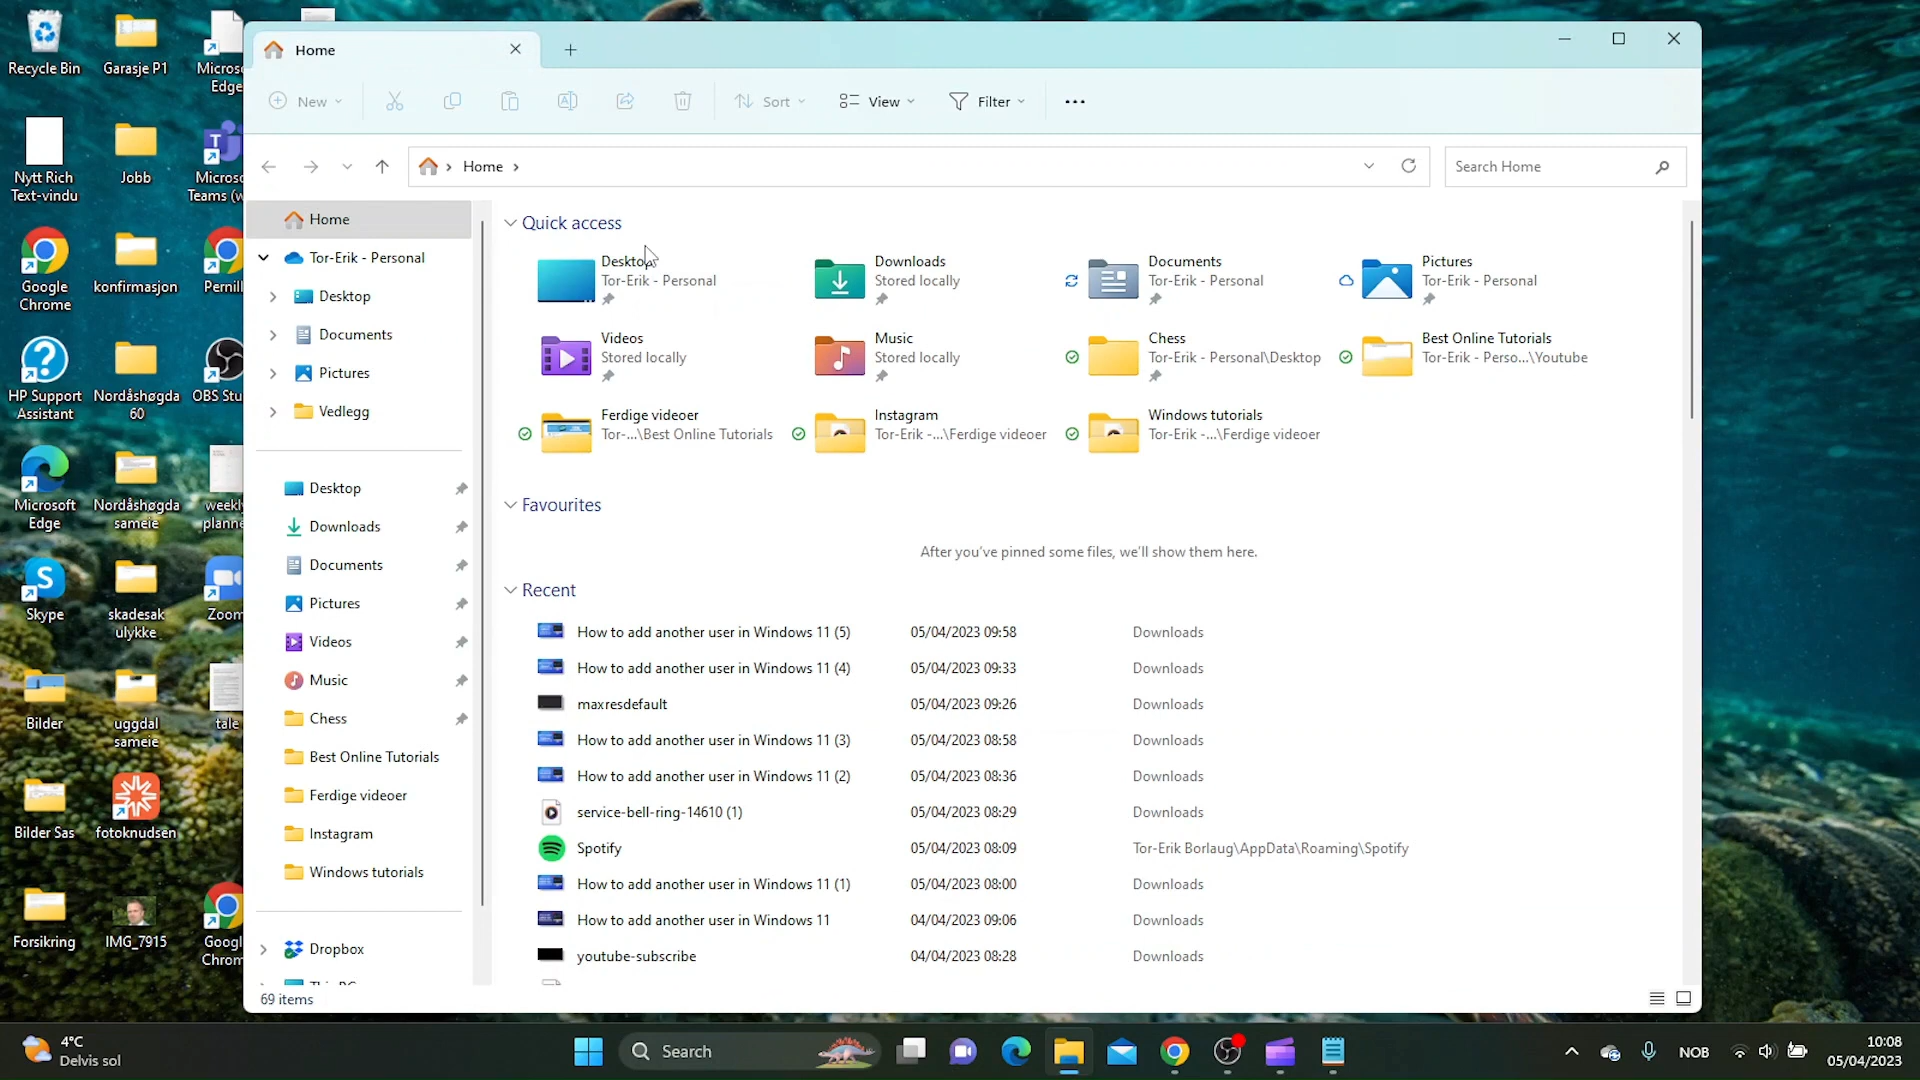 Recycle Bin
Garasje P1
Microso
Edge
Nytt Rich
Text-vindu
Jobb
Microso
Teams (w
Google
Chrome
konfirmasjon
Pernill
HP Support
Assistant
Nordåshøgda
60
OBS Stu
Microsoft
Edge
Nordåshøgda
sameie
weekly
planne
Skype
skadesak
ulykke
Zoom
Bilder
uggdal
sameie
tale
Bilder Sas
fotoknudsen
Forsikring
IMG_7915
Googl
Chrom
Home
New
Sort
View
Filter
Home
Search Home
Home
Tor-Erik - Personal
Desktop
Documents
Pictures
Vedlegg
Desktop
Downloads
Documents
Pictures
Videos
Music
Chess
Best Online Tutorials
Ferdige videoer
Instagram
Windows tutorials
Dropbox
This PC
69 items
Quick access
Desktop
Tor-Erik - Personal
Downloads
Stored locally
Documents
Tor-Erik - Personal
Pictures
Tor-Erik - Personal
Videos
Stored locally
Music
Stored locally
Chess
Tor-Erik - Personal\Desktop
Best Online Tutorials
Tor-Erik - Perso...\Youtube
Ferdige videoer
Tor-...\Best Online Tutorials
Instagram
Tor-Erik -...\Ferdige videoer
Windows tutorials
Tor-Erik -...\Ferdige videoer
Favourites
After you've pinned some files, we'll show them here.
Recent
How to add another user in Windows 11 (5) 05/04/2023 09:58 Downloads
How to add another user in Windows 11 (4) 05/04/2023 09:33 Downloads
maxresdefault 05/04/2023 09:26 Downloads
How to add another user in Windows 11 (3) 05/04/2023 08:58 Downloads
How to add another user in Windows 11 (2) 05/04/2023 08:36 Downloads
service-bell-ring-14610 (1) 05/04/2023 08:29 Downloads
Spotify 05/04/2023 08:09 Tor-Erik Borlaug\AppData\Roaming\Spotify
How to add another user in Windows 11 (1) 05/04/2023 08:00 Downloads
How to add another user in Windows 11 04/04/2023 09:06 Downloads
youtube-subscribe 04/04/2023 08:28 Downloads
4°C
Delvis sol
Search
NOB
10:08
05/04/2023